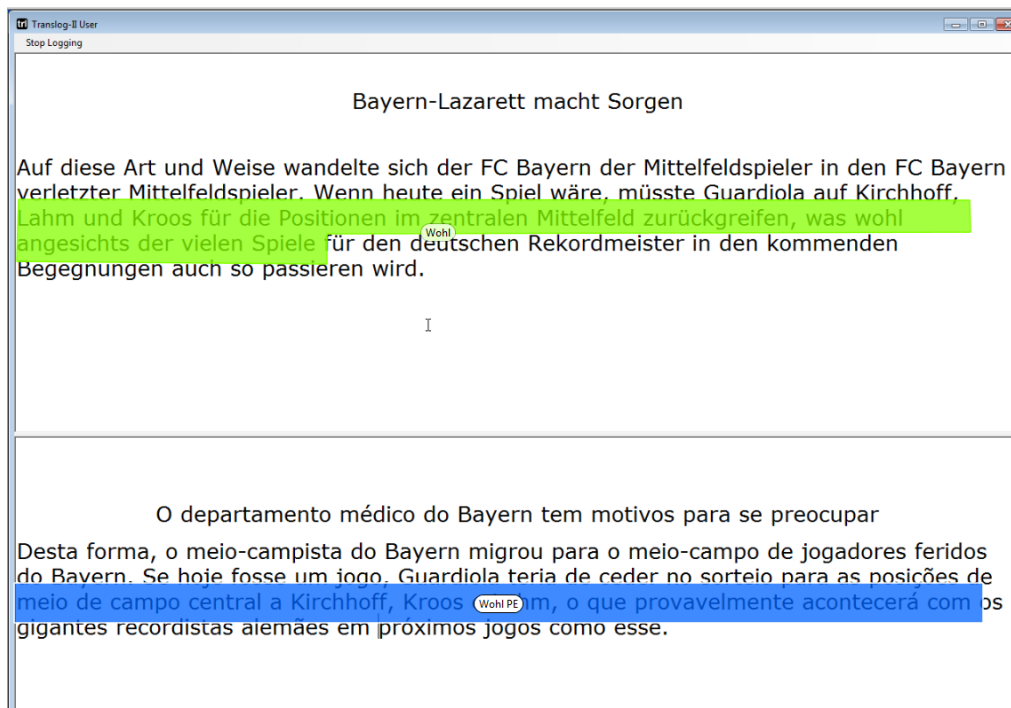 Translog-II User
Stop Logging
Bayern-Lazarett macht Sorgen
Auf diese Art und Weise wandelte sich der FC Bayern der Mittelfeldspieler in den FC Bayern
verletzter Mittelfeldspieler. Wenn heute ein Spiel wäre, müsste Guardiola auf Kirchhoff,
Lahm und Kroos für die Positionen im zentralen Mittelfeld zurückgreifen, was wohl
Wohl
angesichts der vielen Spiele für den deutschen Rekordmeister in den kommenden
Begegnungen auch so passieren wird.
O departamento médico do Bayern tem motivos para se preocupar
Desta forma, o meio-campista do Bayern migrou para o meio-campo de jogadores feridos
do Bayern. Se hoje fosse um jogo, Guardiola teria de ceder no sorteio para as posições de
meio de campo central a Kirchhoff, Kroos hm, o que provavelmente acontecerá com os
Wohl PE
gigantes recordistas alemães em próximos jogos como esse.